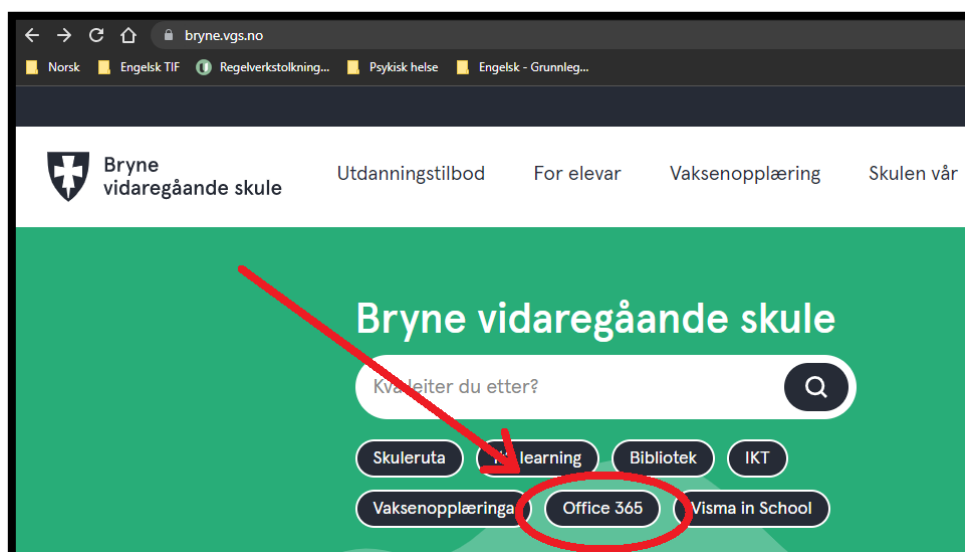 bryne.vgs.no
Norsk Engelsk TIF Regelverkstolkning... Psykisk helse Engelsk - Grunnleg...
Bryne
vidaregåande skule
Utdanningstilbod For elevar Vaksenopplæring Skulen vår
Bryne vidaregåande skule
Kva leiter du etter?
Skuleruta learning Bibliotek IKT
Vaksenopplæringa Office 365 Visma in School